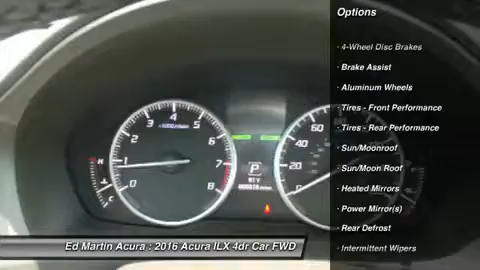 Options
· 4-Wheel Disc Brakes
· Brake Assist
· Aluminum Wheels
· Tires - Front Performance
· Tires - Rear Performance
· Sun/Moonroof
· Sun/Moon Roof
· Heated Mirrors
· Power Mirror(s)
· Rear Defrost
· Intermittent Wipers
0
1
2
3
4
5
6
7
8
H
C
P
0
20
40
60
Ed Martin Acura : 2016 Acura ILX 4dr Car FWD